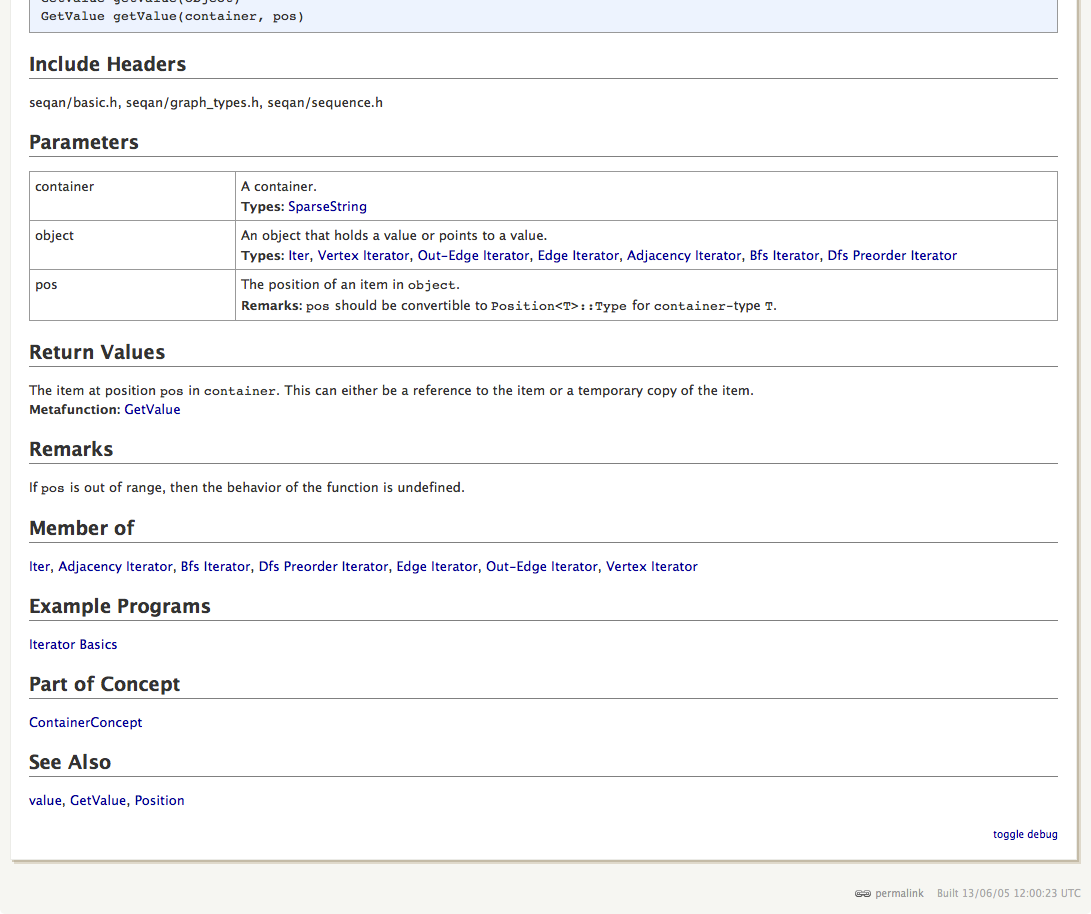 GetValue getValue(object)
GetValue getValue(container, pos)
Include Headers
seqan/basic.h, seqan/graph_types.h, seqan/sequence.h
Parameters
container
A container.
Types: SparseString
object
An object that holds a value or points to a value.
Types: Iter, Vertex Iterator, Out-Edge Iterator, Edge Iterator, Adjacency Iterator, Bfs Iterator, Dfs Preorder Iterator
pos
The position of an item in object.
Remarks: pos should be convertible to Position<T>::Type for container-type T.
Return Values
The item at position pos in container. This can either be a reference to the item or a temporary copy of the item.
Metafunction: GetValue
Remarks
If pos is out of range, then the behavior of the function is undefined.
Member of
Iter, Adjacency Iterator, Bfs Iterator, Dfs Preorder Iterator, Edge Iterator, Out-Edge Iterator, Vertex Iterator
Example Programs
Iterator Basics
Part of Concept
ContainerConcept
See Also
value, GetValue, Position
toggle debug
permalink Built 13/06/05 12:00:23 UTC